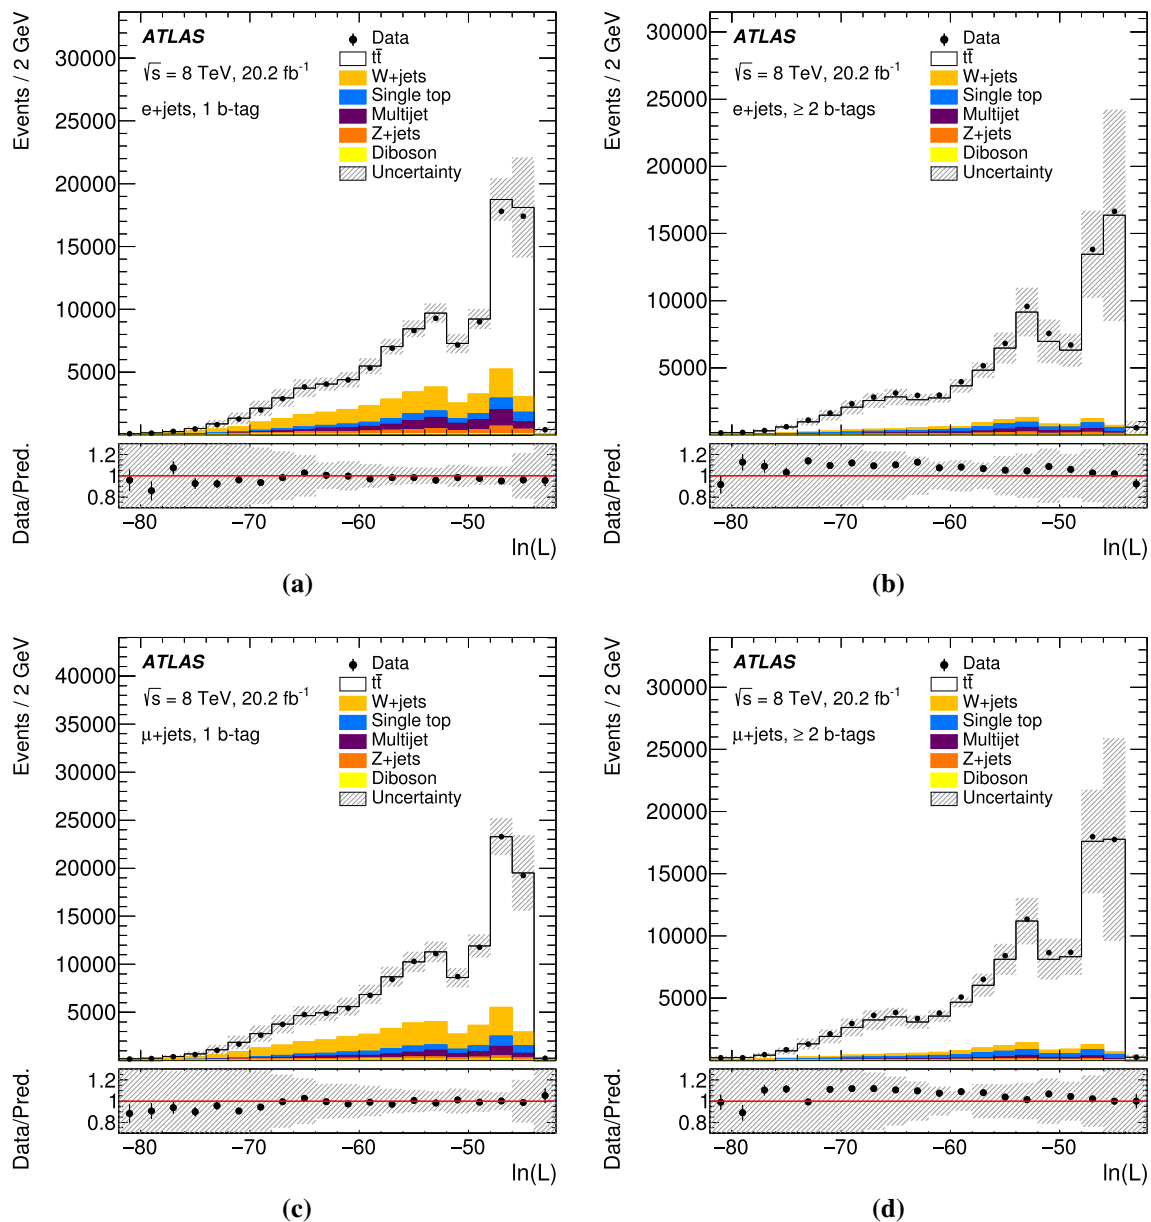 Events / 2 GeV
30000
25000
20000
15000
10000
5000
ATLAS
√s = 8 TeV, 20.2 fb⁻¹
e+jets, 1 b-tag
Data
tt̄
W+jets
Single top
Multijet
Z+jets
Diboson
Uncertainty
Data/Pred.
1.2
1
0.8
−80 −70 −60 −50
ln(L)
(a)
Events / 2 GeV
30000
25000
20000
15000
10000
5000
ATLAS
√s = 8 TeV, 20.2 fb⁻¹
e+jets, ≥ 2 b-tags
Data
tt̄
W+jets
Single top
Multijet
Z+jets
Diboson
Uncertainty
Data/Pred.
1.2
1
0.8
−80 −70 −60 −50
ln(L)
(b)
Events / 2 GeV
40000
35000
30000
25000
20000
15000
10000
5000
ATLAS
√s = 8 TeV, 20.2 fb⁻¹
μ+jets, 1 b-tag
Data
tt̄
W+jets
Single top
Multijet
Z+jets
Diboson
Uncertainty
Data/Pred.
1.2
1
0.8
−80 −70 −60 −50
ln(L)
(c)
Events / 2 GeV
30000
25000
20000
15000
10000
5000
ATLAS
√s = 8 TeV, 20.2 fb⁻¹
μ+jets, ≥ 2 b-tags
Data
tt̄
W+jets
Single top
Multijet
Z+jets
Diboson
Uncertainty
Data/Pred.
1.2
1
0.8
−80 −70 −60 −50
ln(L)
(d)